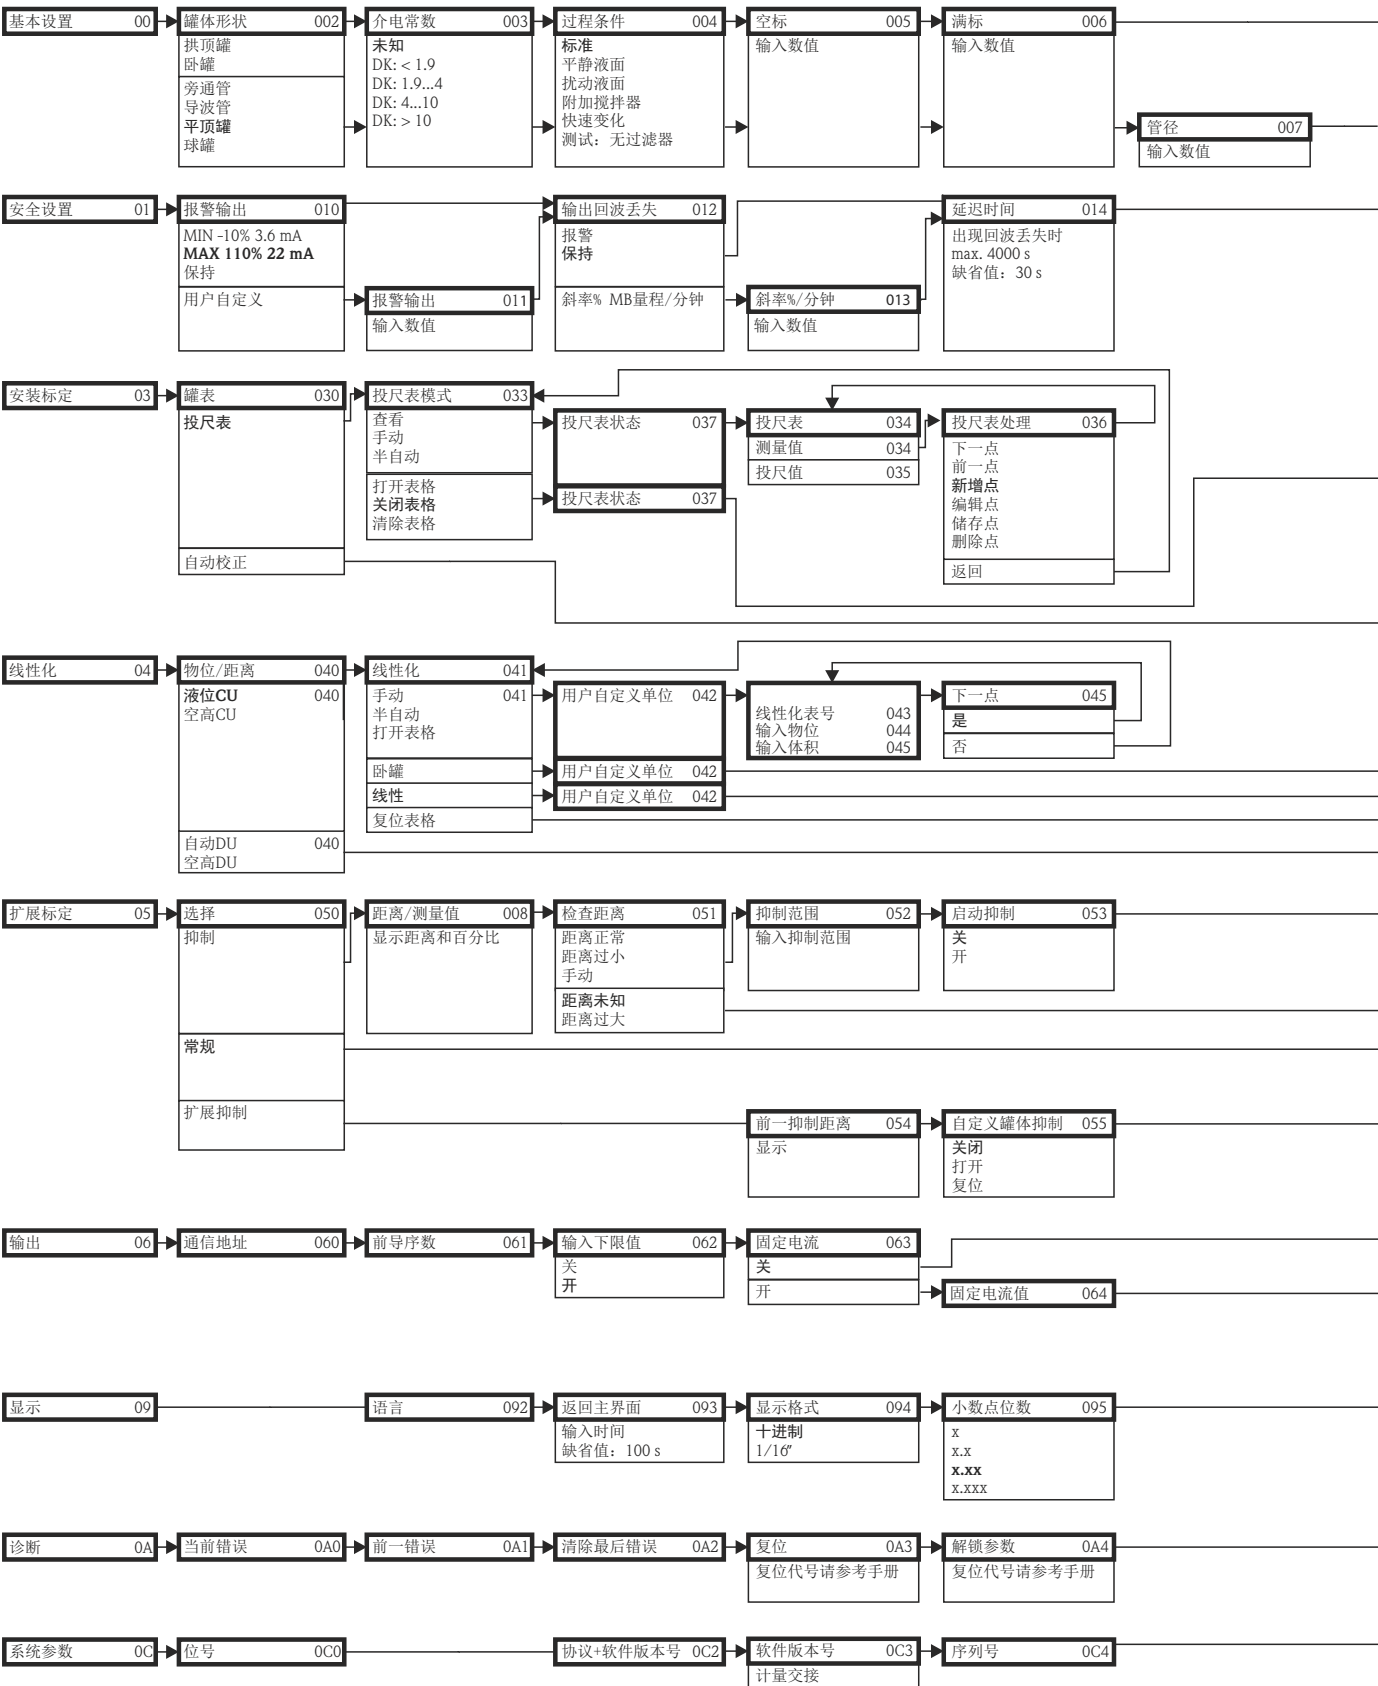 基本设置 00
罐体形状 002
拱顶罐
卧罐
旁通管
导波管
平顶罐
球罐
介电常数 003
未知
DK: < 1.9
DK: 1.9...4
DK: 4...10
DK: > 10
过程条件 004
标准
平静液面
扰动液面
附加搅拌器
快速变化
测试：无过滤器
空标 005
输入数值
满标 006
输入数值
管径 007
输入数值
安全设置 01
报警输出 010
MIN -10% 3.6 mA
MAX 110% 22 mA
保持
用户自定义
报警输出 011
输入数值
输出回波丢失 012
报警
保持
斜率% MB量程/分钟
斜率%/分钟 013
输入数值
延迟时间 014
出现回波丢失时
max. 4000 s
缺省值：30 s
安装标定 03
罐表 030
投尺表
自动校正
投尺表模式 033
查看
手动
半自动
打开表格
关闭表格
清除表格
投尺表状态 037
投尺表状态 037
投尺表 034
测量值 034
投尺值 035
投尺表处理 036
下一点
前一点
新增点
编辑点
储存点
删除点
返回
线性化 04
物位/距离 040
液位CU 040
空高CU
自动DU 040
空高DU
线性化 041
手动 041
半自动
打开表格
卧罐
线性
复位表格
用户自定义单位 042
用户自定义单位 042
用户自定义单位 042
线性化表号 043
输入物位 044
输入体积 045
下一点 045
是
否
扩展标定 05
选择 050
抑制
常规
扩展抑制
距离/测量值 008
显示距离和百分比
检查距离 051
距离正常
距离过小
手动
距离未知
距离过大
抑制范围 052
输入抑制范围
启动抑制 053
关
开
前一抑制距离 054
显示
自定义罐体抑制 055
关闭
打开
复位
输出 06
通信地址 060
前导序数 061
输入下限值 062
关
开
固定电流 063
关
开
固定电流值 064
显示 09
语言 092
返回主界面 093
输入时间
缺省值：100 s
显示格式 094
十进制
1/16″
小数点位数 095
x
x.x
x.xx
x.xxx
诊断 0A
当前错误 0A0
前一错误 0A1
清除最后错误 0A2
复位 0A3
复位代号请参考手册
解锁参数 0A4
复位代号请参考手册
系统参数 0C
位号 0C0
协议+软件版本号 0C2
软件版本号 0C3
计量交接
序列号 0C4